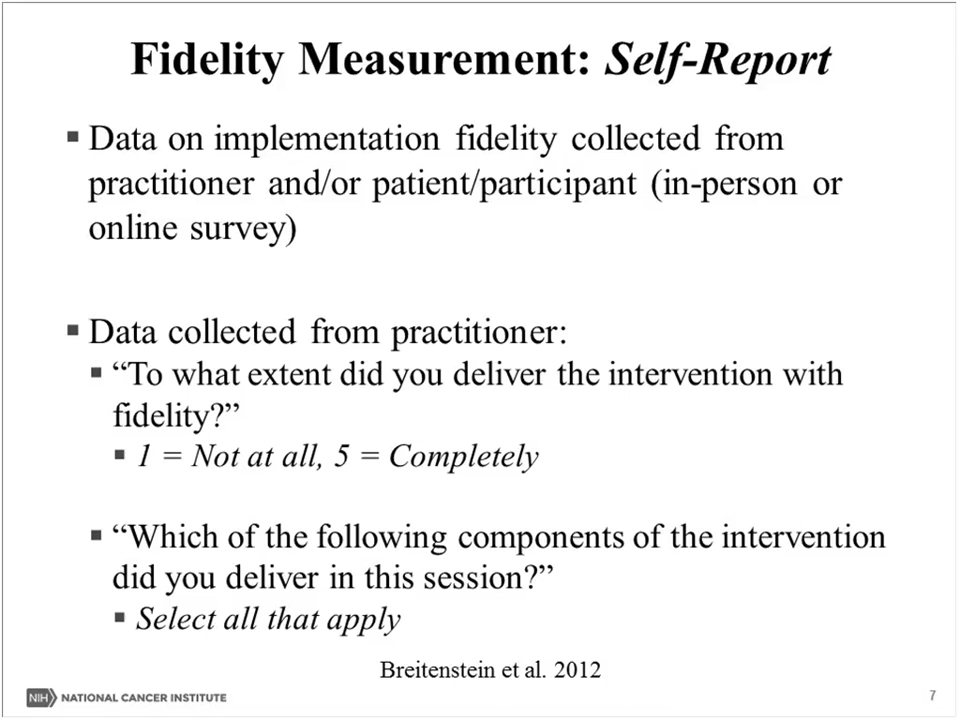 Fidelity Measurement: Self-Report
▪ Data on implementation fidelity collected from
practitioner and/or patient/participant (in-person or
online survey)
▪ Data collected from practitioner:
▪ “To what extent did you deliver the intervention with
fidelity?”
▪ 1 = Not at all, 5 = Completely
▪ “Which of the following components of the intervention
did you deliver in this session?”
▪ Select all that apply
Breitenstein et al. 2012
NIH NATIONAL CANCER INSTITUTE
7